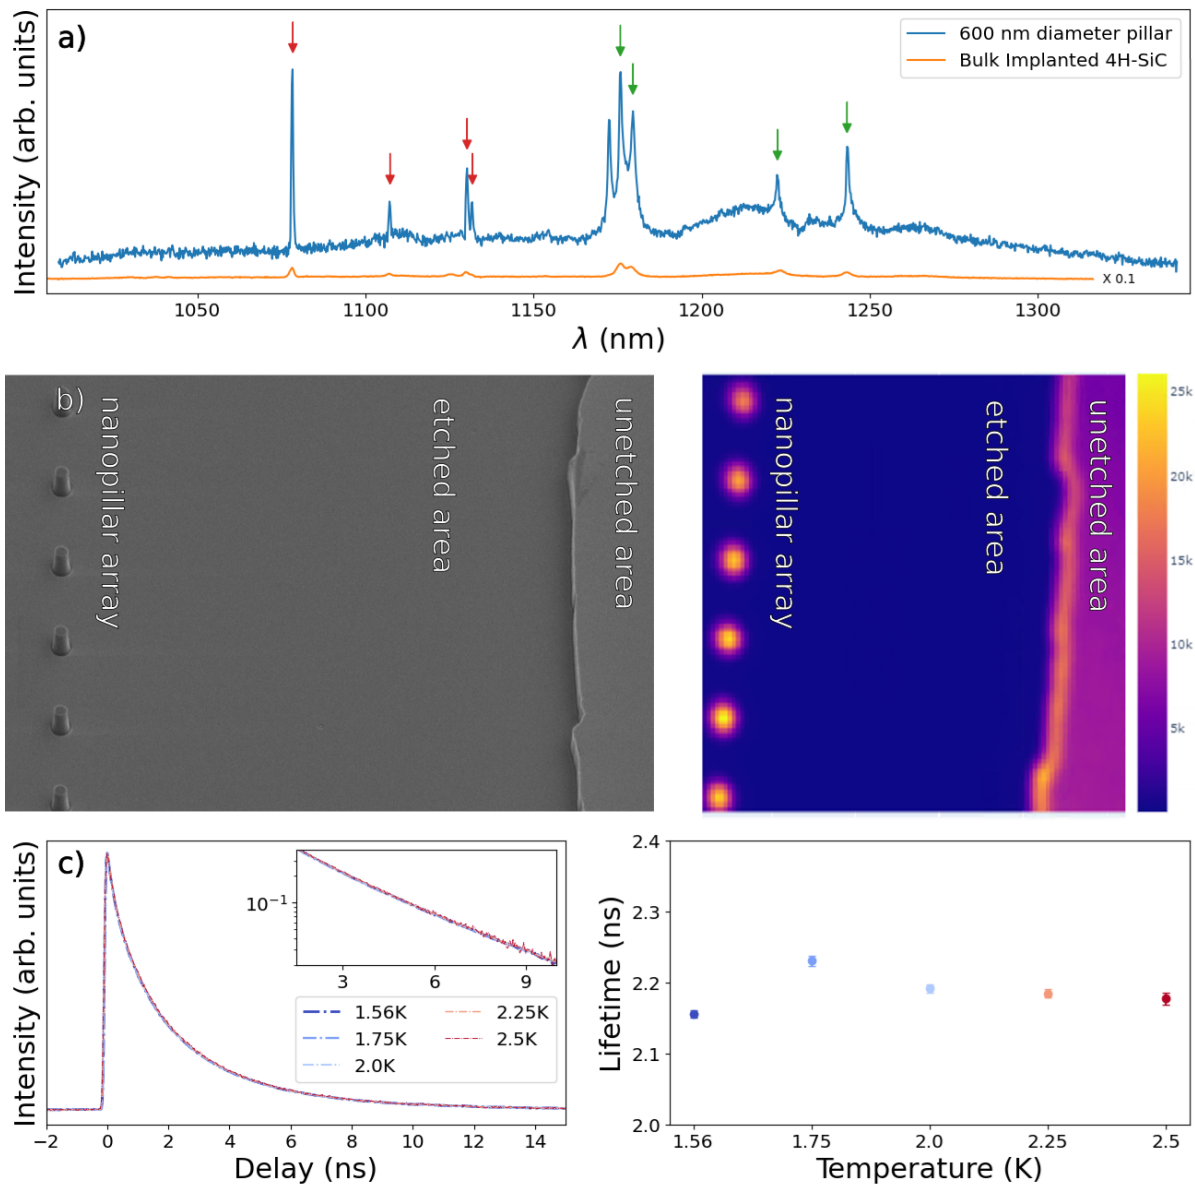 a)
600 nm diameter pillar
Bulk Implanted 4H-SiC
Intensity (arb. units)
X 0.1
1050
1100
1150
1200
1250
1300
λ (nm)
b)
nanopillar array
etched area
unetched area
nanopillar array
etched area
unetched area
25k
20k
15k
10k
5k
c)
Intensity (arb. units)
10⁻¹
3
6
9
1.56K
1.75K
2.0K
2.25K
2.5K
−2
0
2
4
6
8
10
12
14
Delay (ns)
Lifetime (ns)
2.4
2.3
2.2
2.1
2.0
1.56
1.75
2.0
2.25
2.5
Temperature (K)